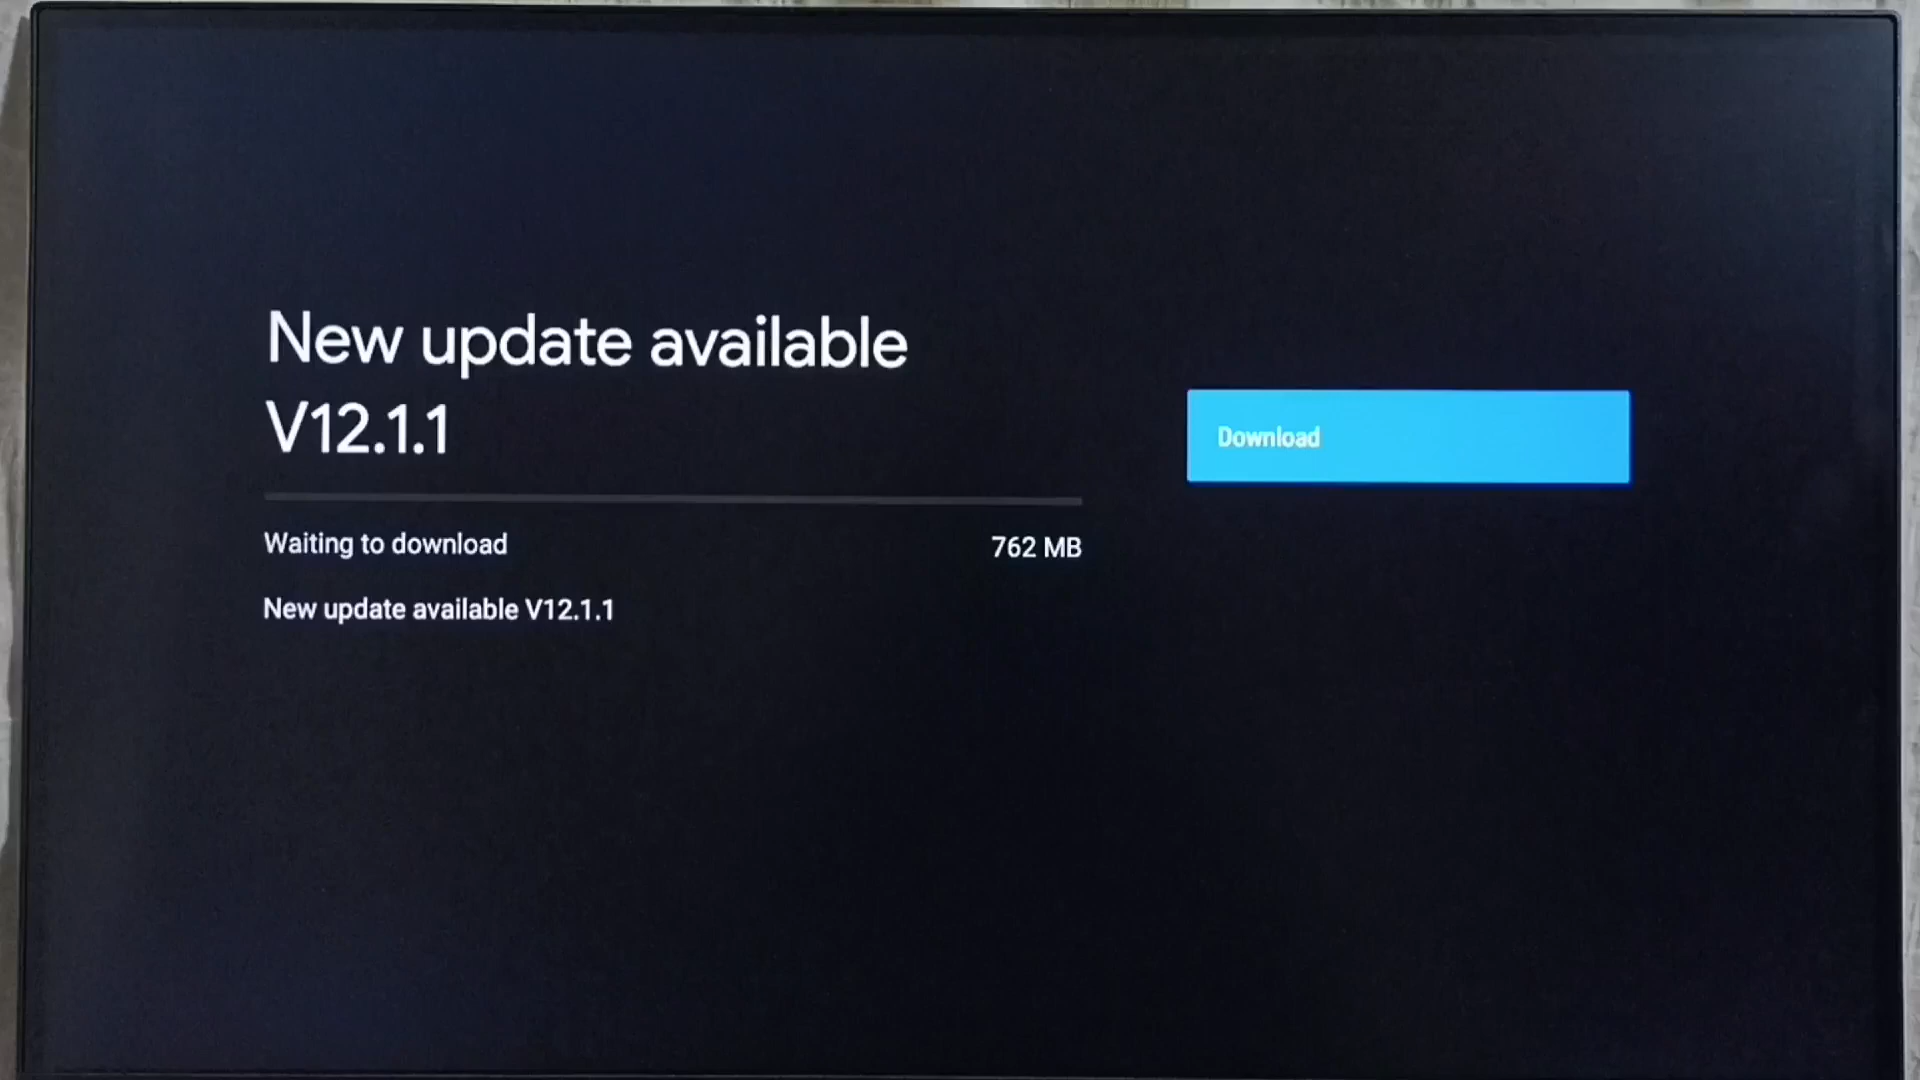 New update available
V12.1.1
Download
Waiting to download
762 MB
New update available V12.1.1